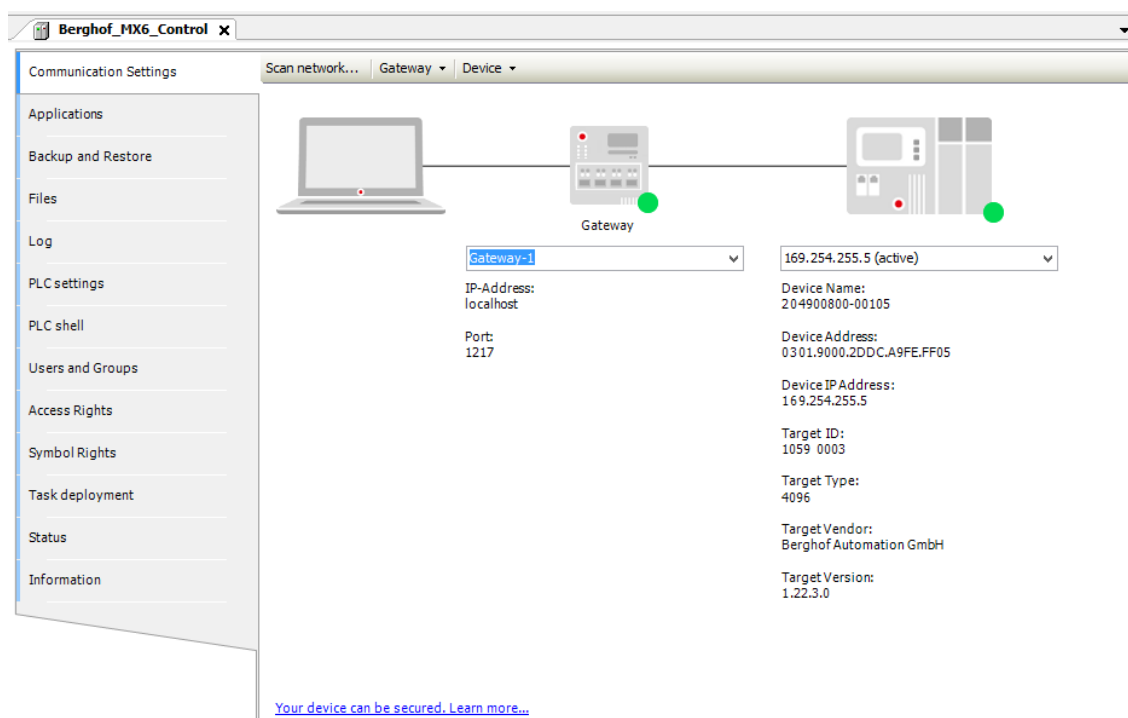 Berghof_MX6_Control
Communication Settings
Applications
Backup and Restore
Files
Log
PLC settings
PLC shell
Users and Groups
Access Rights
Symbol Rights
Task deployment
Status
Information
Scan network... Gateway Device
Gateway
Gateway-1
IP-Address:
localhost
Port:
1217
169.254.255.5 (active)
Device Name:
204900800-00105
Device Address:
0301.9000.2DDC.A9FE.FF05
Device IP Address:
169.254.255.5
Target ID:
1059 0003
Target Type:
4096
Target Vendor:
Berghof Automation GmbH
Target Version:
1.22.3.0
Your device can be secured. Learn more...